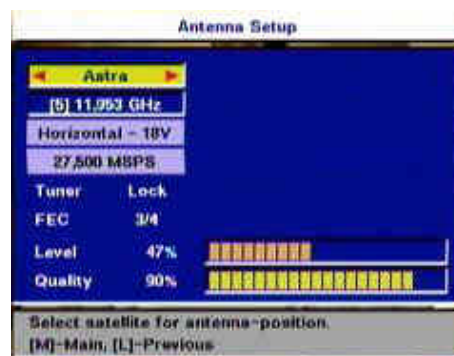 Antenna Setup
Astra
[5] 11,953 GHz
Horizontal - 18V
27,500 MSPS
Tuner Lock
FEC 3/4
Level 47%
Quality 90%
Select satellite for antenna-position.
[M]-Main, [L]-Previous